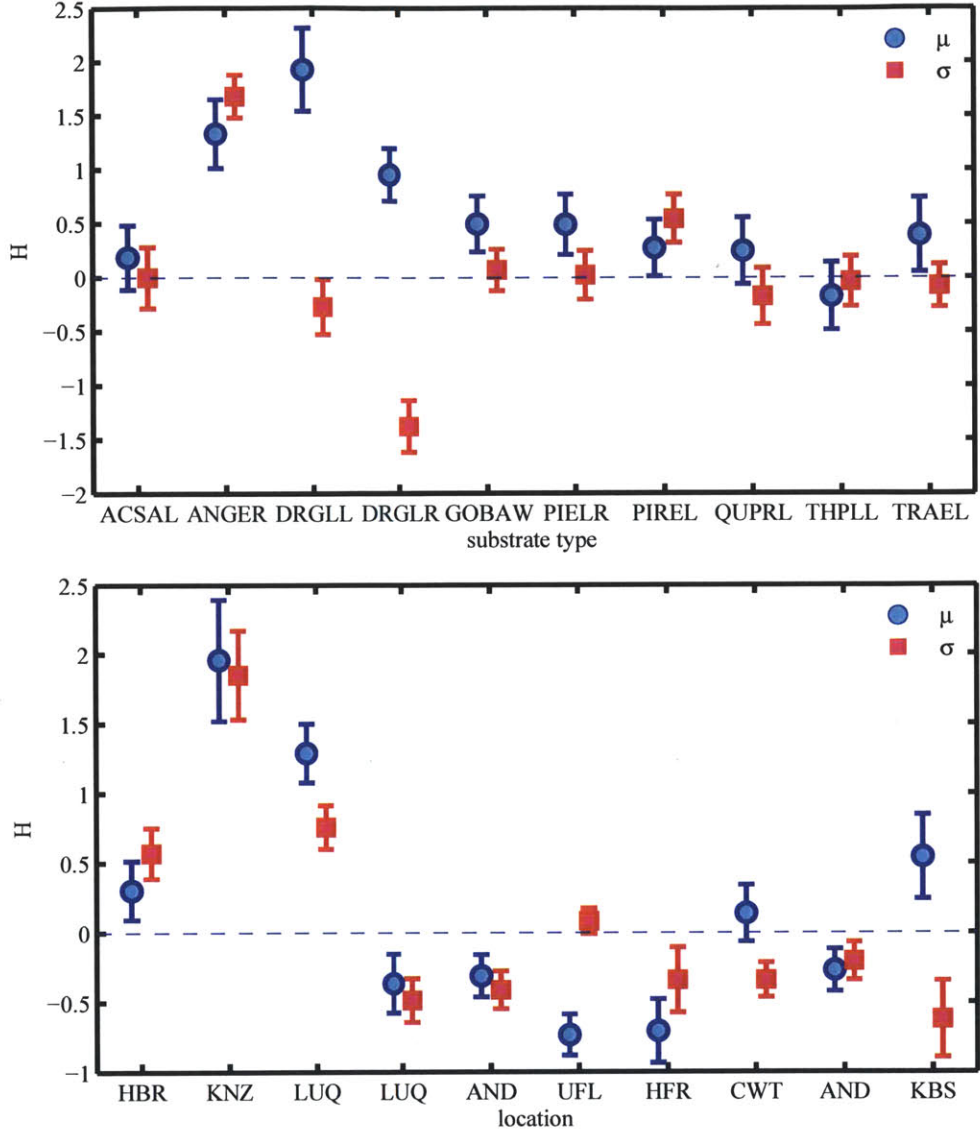 2.5
2
1.5
1
0.5
0
−0.5
−1
−1.5
−2
H
μ
σ
ACSAL ANGER DRGLL DRGLR GOBAW PIELR PIREL QUPRL THPLL TRAEL
substrate type
2.5
2
1.5
1
0.5
0
−0.5
−1
H
μ
σ
HBR KNZ LUQ LUQ AND UFL HFR CWT AND KBS
location